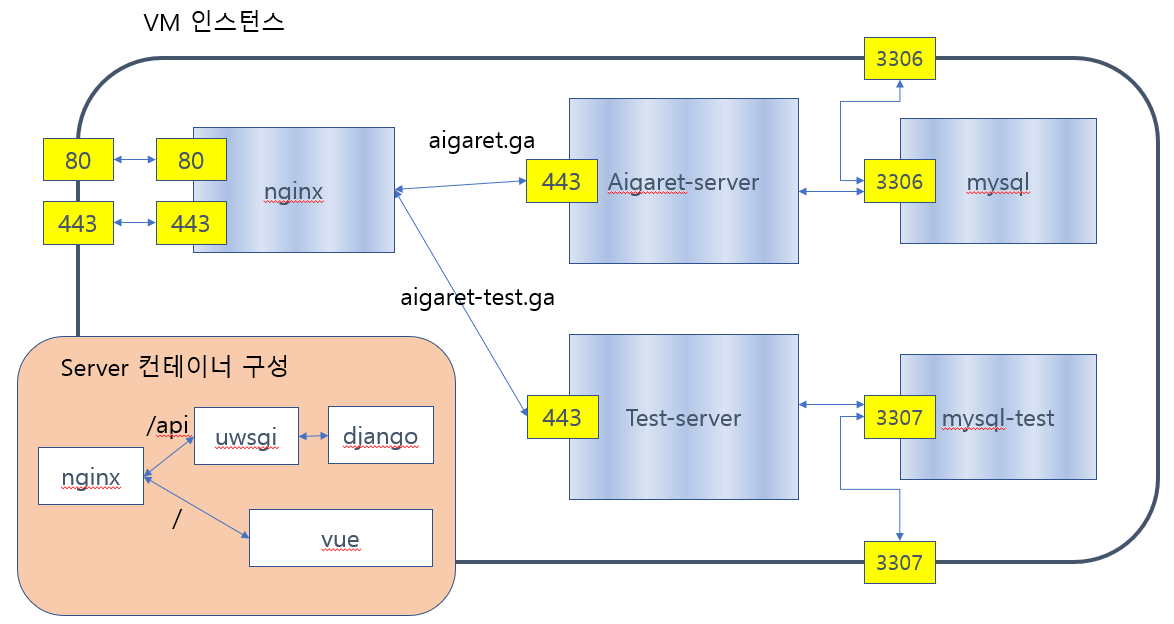 VM 인스턴스
3306
80
80
nginx
443
443
aigaret.ga
443
Aigaret-server
3306
mysql
aigaret-test.ga
443
Test-server
3307
mysql-test
3307
Server 컨테이너 구성
/api
uwsgi
django
nginx
/
vue